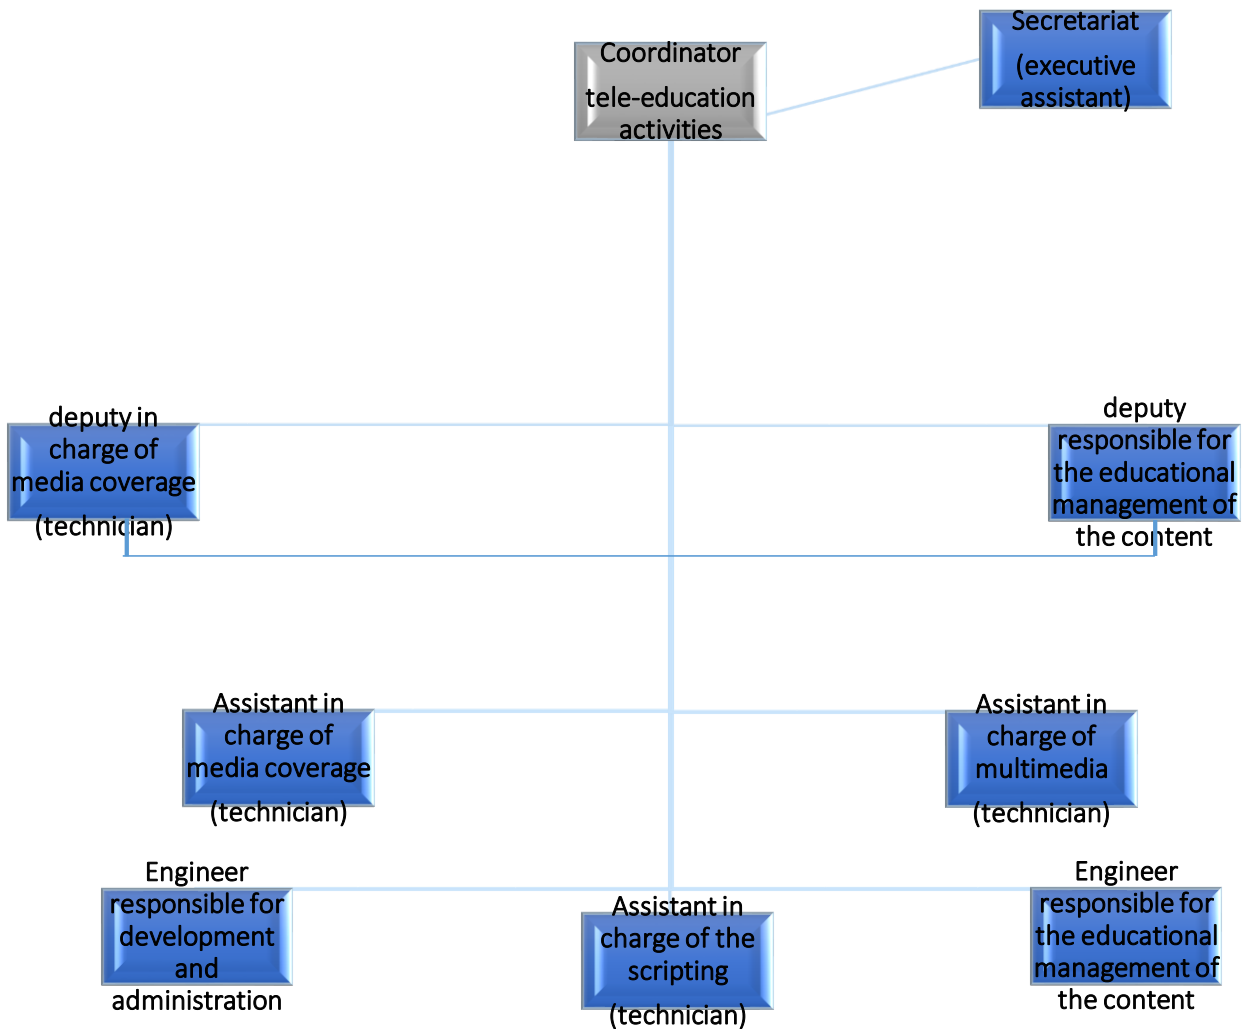 Secretariat
(executive
assistant)
Coordinator
tele-education
activities
deputy in
charge of
media coverage
(technician)
deputy
responsible for
the educational
management of
the content
Assistant in
charge of
media coverage
(technician)
Assistant in
charge of
multimedia
(technician)
Engineer
responsible for
development
and
administration
Assistant in
charge of the
scripting
(technician)
Engineer
responsible for
the educational
management of
the content